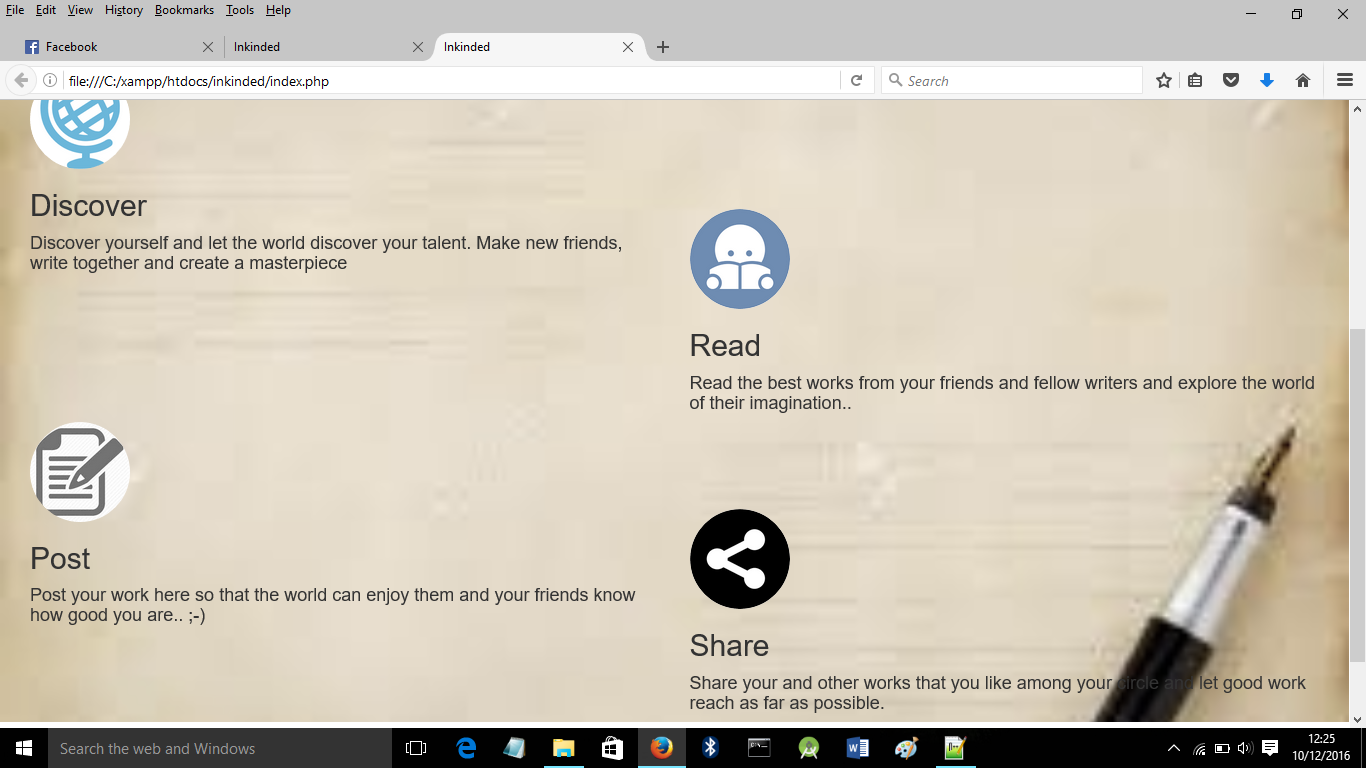 File Edit View History Bookmarks Tools Help
Facebook Inkinded Inkinded
file:///C:/xampp/htdocs/inkinded/index.php Search
Discover
Discover yourself and let the world discover your talent. Make new friends,
write together and create a masterpiece
Read
Read the best works from your friends and fellow writers and explore the world
of their imagination..
Post
Post your work here so that the world can enjoy them and your friends know
how good you are.. ;-)
Share
Share your and other works that you like among your circle and let good work
reach as far as possible.
Search the web and Windows
12:25
10/12/2016